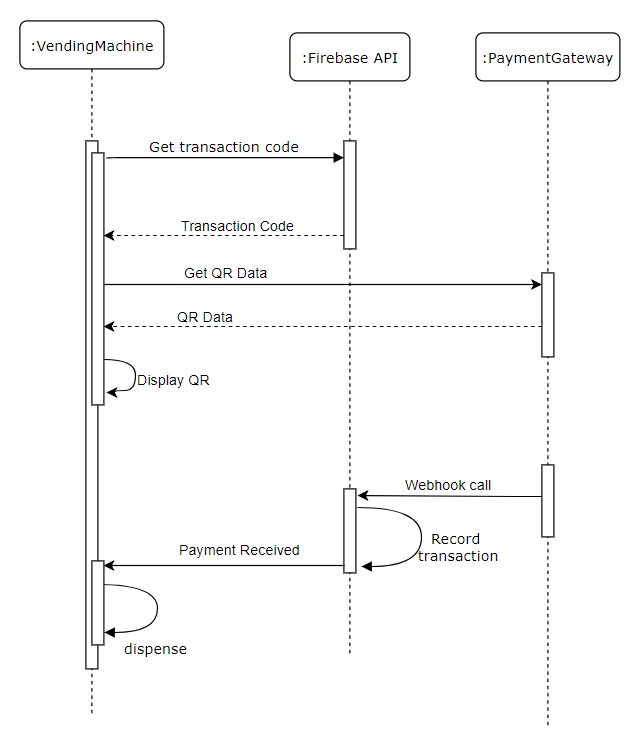 :VendingMachine
:Firebase API
:PaymentGateway
Get transaction code
Transaction Code
Get QR Data
QR Data
Display QR
Webhook call
Record
transaction
Payment Received
dispense